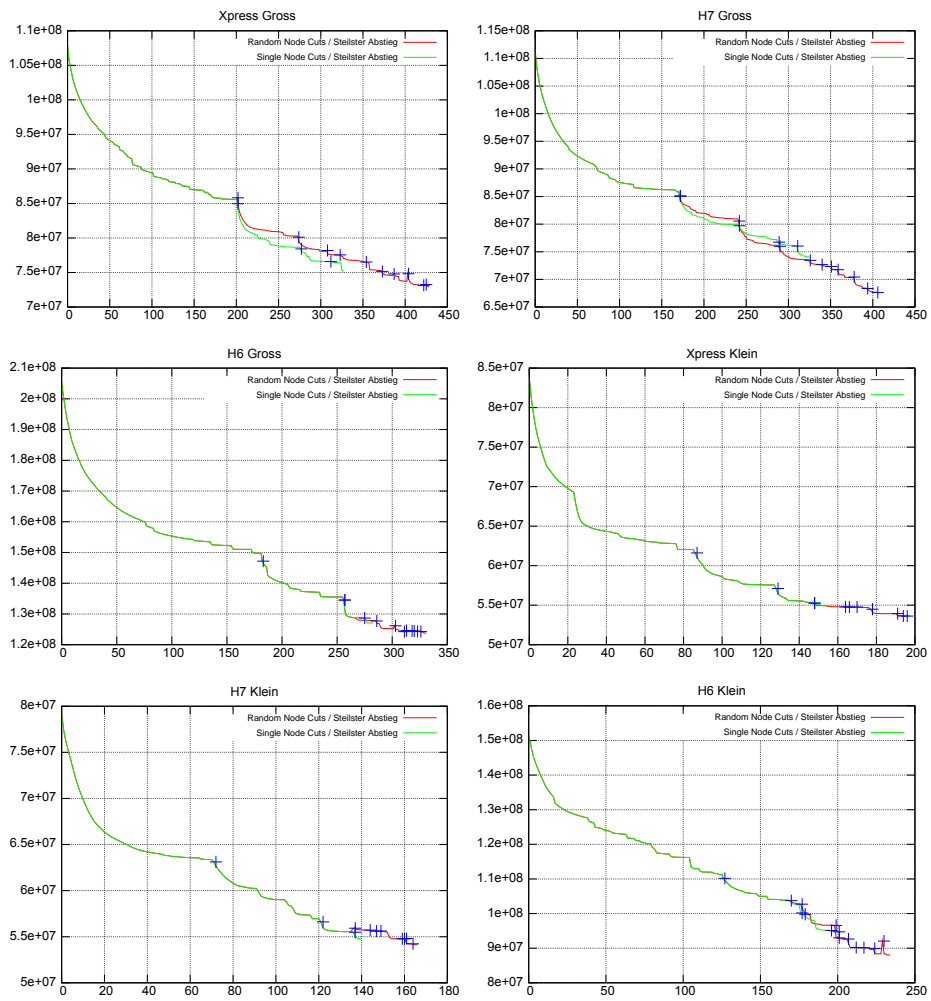 Xpress Gross
1.1e+08
1.05e+08
1e+08
9.5e+07
9e+07
8.5e+07
8e+07
7.5e+07
7e+07
0 50 100 150 200 250 300 350 400 450
Random Node Cuts / Steilster Abstieg
Single Node Cuts / Steilster Abstieg
H7 Gross
1.15e+08
1.1e+08
1.05e+08
1e+08
9.5e+07
9e+07
8.5e+07
8e+07
7.5e+07
7e+07
6.5e+07
0 50 100 150 200 250 300 350 400 450
Random Node Cuts / Steilster Abstieg
Single Node Cuts / Steilster Abstieg
H6 Gross
2.1e+08
2e+08
1.9e+08
1.8e+08
1.7e+08
1.6e+08
1.5e+08
1.4e+08
1.3e+08
1.2e+08
0 50 100 150 200 250 300 350
Random Node Cuts / Steilster Abstieg
Single Node Cuts / Steilster Abstieg
Xpress Klein
8.5e+07
8e+07
7.5e+07
7e+07
6.5e+07
6e+07
5.5e+07
5e+07
0 20 40 60 80 100 120 140 160 180 200
Random Node Cuts / Steilster Abstieg
Single Node Cuts / Steilster Abstieg
H7 Klein
8e+07
7.5e+07
7e+07
6.5e+07
6e+07
5.5e+07
5e+07
0 20 40 60 80 100 120 140 160 180
Random Node Cuts / Steilster Abstieg
Single Node Cuts / Steilster Abstieg
H6 Klein
1.6e+08
1.5e+08
1.4e+08
1.3e+08
1.2e+08
1.1e+08
1e+08
9e+07
8e+07
0 50 100 150 200 250
Random Node Cuts / Steilster Abstieg
Single Node Cuts / Steilster Abstieg